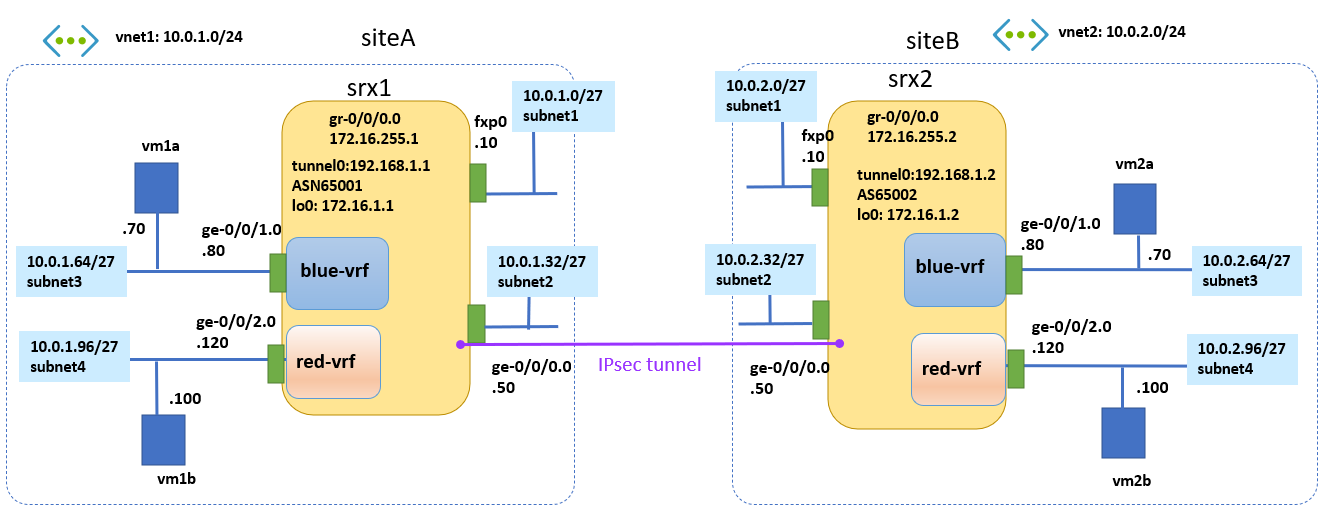 vnet1: 10.0.1.0/24
siteA
srx1
gr-0/0/0.0
172.16.255.1
tunnel0:192.168.1.1
ASN65001
lo0: 172.16.1.1
fxp0
.10
10.0.1.0/27
subnet1
vm1a
.70
ge-0/0/1.0
.80
10.0.1.64/27
subnet3
blue-vrf
10.0.1.32/27
subnet2
ge-0/0/2.0
.120
10.0.1.96/27
subnet4
red-vrf
ge-0/0/0.0
.50
.100
vm1b
IPsec tunnel
siteB
vnet2: 10.0.2.0/24
srx2
10.0.2.0/27
subnet1
fxp0
.10
gr-0/0/0.0
172.16.255.2
tunnel0:192.168.1.2
AS65002
lo0: 172.16.1.2
vm2a
.70
ge-0/0/1.0
.80
10.0.2.64/27
subnet3
blue-vrf
10.0.2.32/27
subnet2
ge-0/0/0.0
.50
ge-0/0/2.0
.120
10.0.2.96/27
subnet4
red-vrf
.100
vm2b